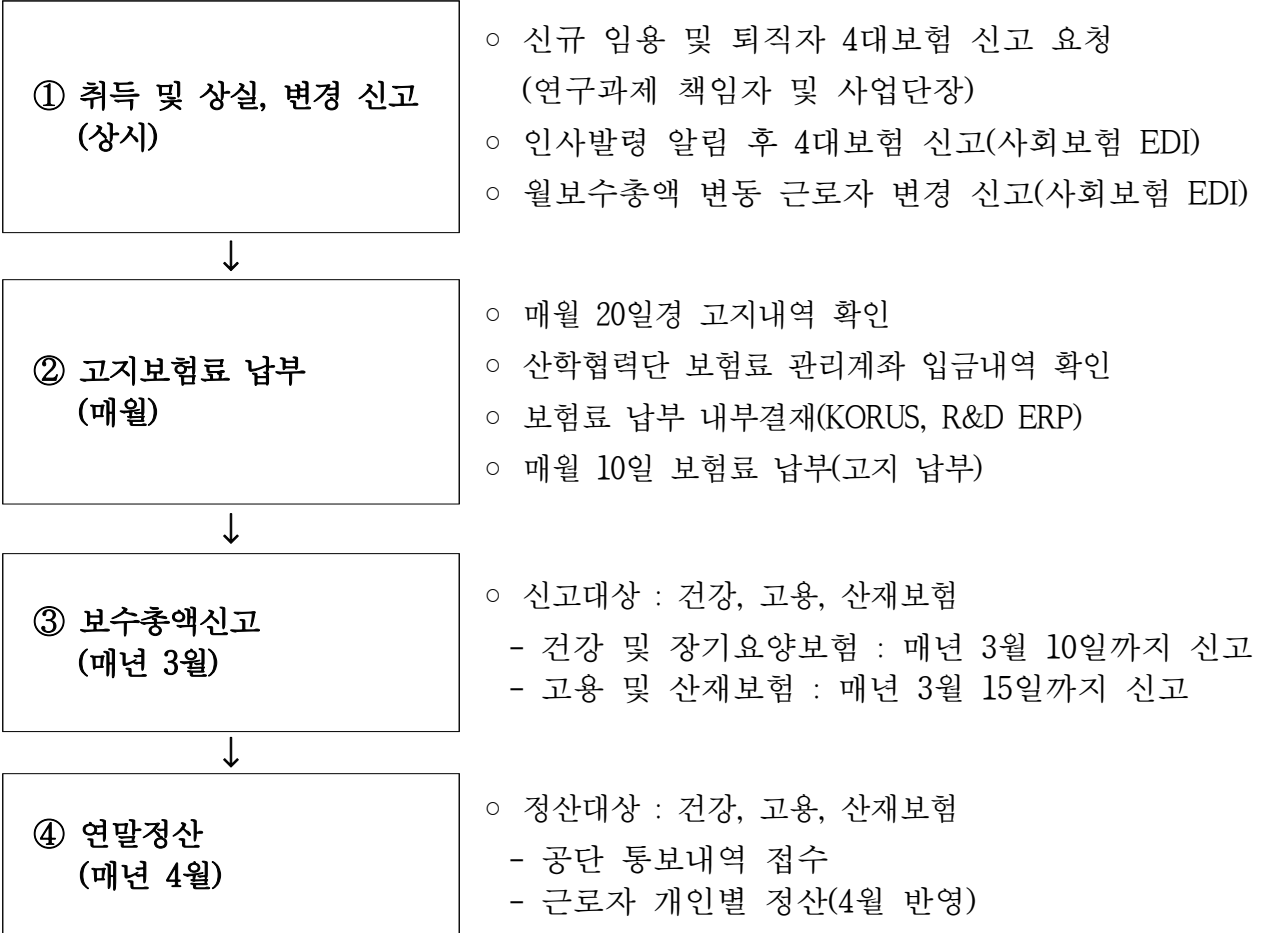 ① 취득 및 상실, 변경 신고
(상시)
○ 신규 임용 및 퇴직자 4대보험 신고 요청
(연구과제 책임자 및 사업단장)
○ 인사발령 알림 후 4대보험 신고(사회보험 EDI)
○ 월보수총액 변동 근로자 변경 신고(사회보험 EDI)
↓
② 고지보험료 납부
(매월)
○ 매월 20일경 고지내역 확인
○ 산학협력단 보험료 관리계좌 입금내역 확인
○ 보험료 납부 내부결재(KORUS, R&D ERP)
○ 매월 10일 보험료 납부(고지 납부)
↓
③ 보수총액신고
(매년 3월)
○ 신고대상 : 건강, 고용, 산재보험
- 건강 및 장기요양보험 : 매년 3월 10일까지 신고
- 고용 및 산재보험 : 매년 3월 15일까지 신고
↓
④ 연말정산
(매년 4월)
○ 정산대상 : 건강, 고용, 산재보험
- 공단 통보내역 접수
- 근로자 개인별 정산(4월 반영)